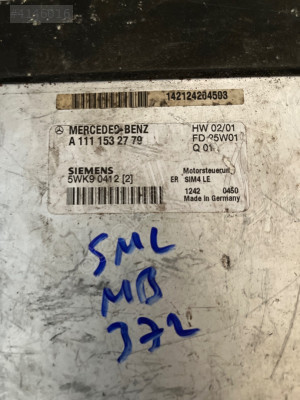 142124204503
MERCEDES-BENZ
A 111 153 27 79
HW 02/01
FD 25W01
Q 01
SIEMENS
5WK9 0412 [2]
Motorsteuerun
ER SIM4 LE
1242 0450
Made in Germany
SML
MB
372